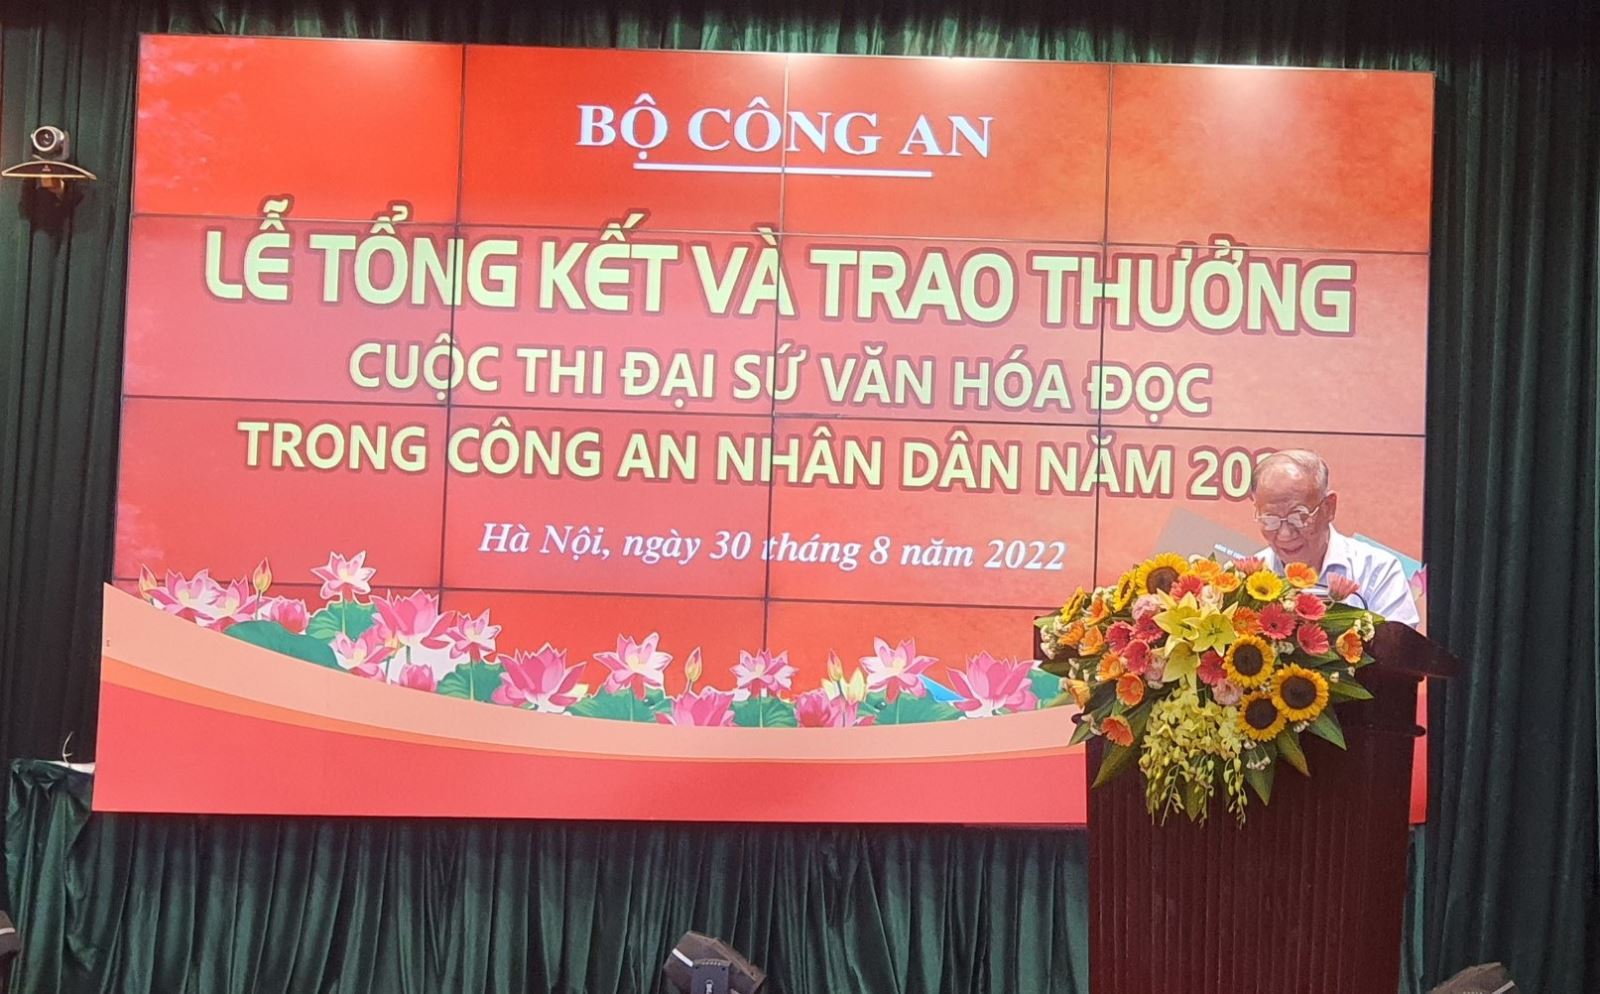 BỘ CÔNG AN
LỄ TỔNG KẾT VÀ TRAO THƯỞNG
CUỘC THI ĐẠI SỨ VĂN HÓA ĐỌC
TRONG CÔNG AN NHÂN DÂN NĂM
Hà Nội, ngày 30 tháng 8 năm 2022